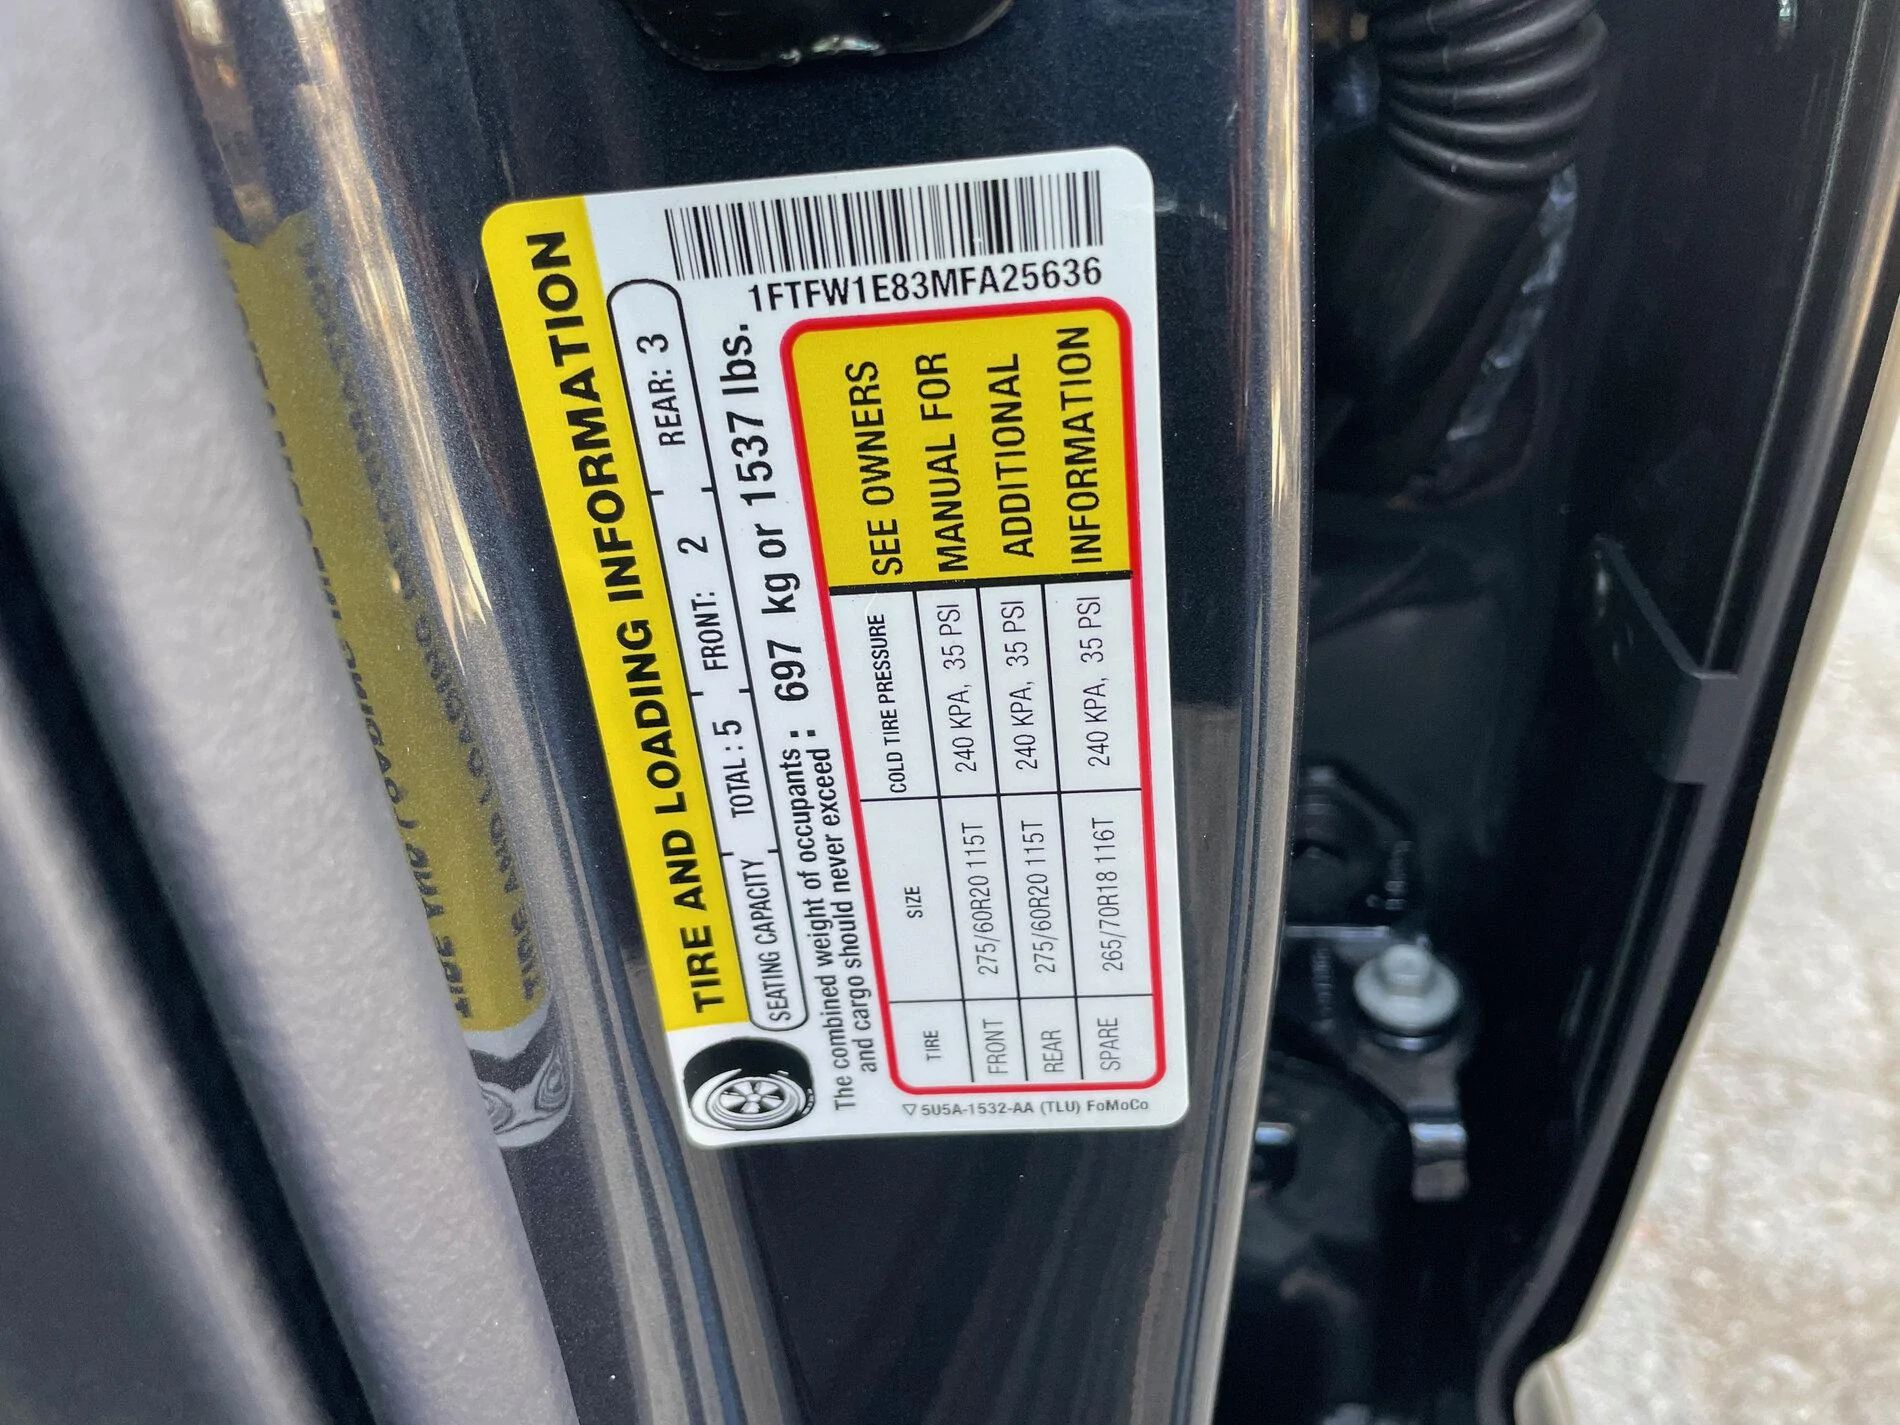 TIRE AND LOADING INFORMATION
SEATING CAPACITY TOTAL : 5 FRONT: 2 REAR: 3
The combined weight of occupants and cargo should never exceed : 697 kg or 1537 lbs.
1FTFW1E83MFA25636
TIRE SIZE COLD TIRE PRESSURE
FRONT 275/60R20 115T 240 KPA, 35 PSI
REAR 275/60R20 115T 240 KPA, 35 PSI
SPARE 265/70R18 116T 240 KPA, 35 PSI
SEE OWNERS
MANUAL FOR
ADDITIONAL
INFORMATION
5U5A-1532-AA (TLU) FoMoCo